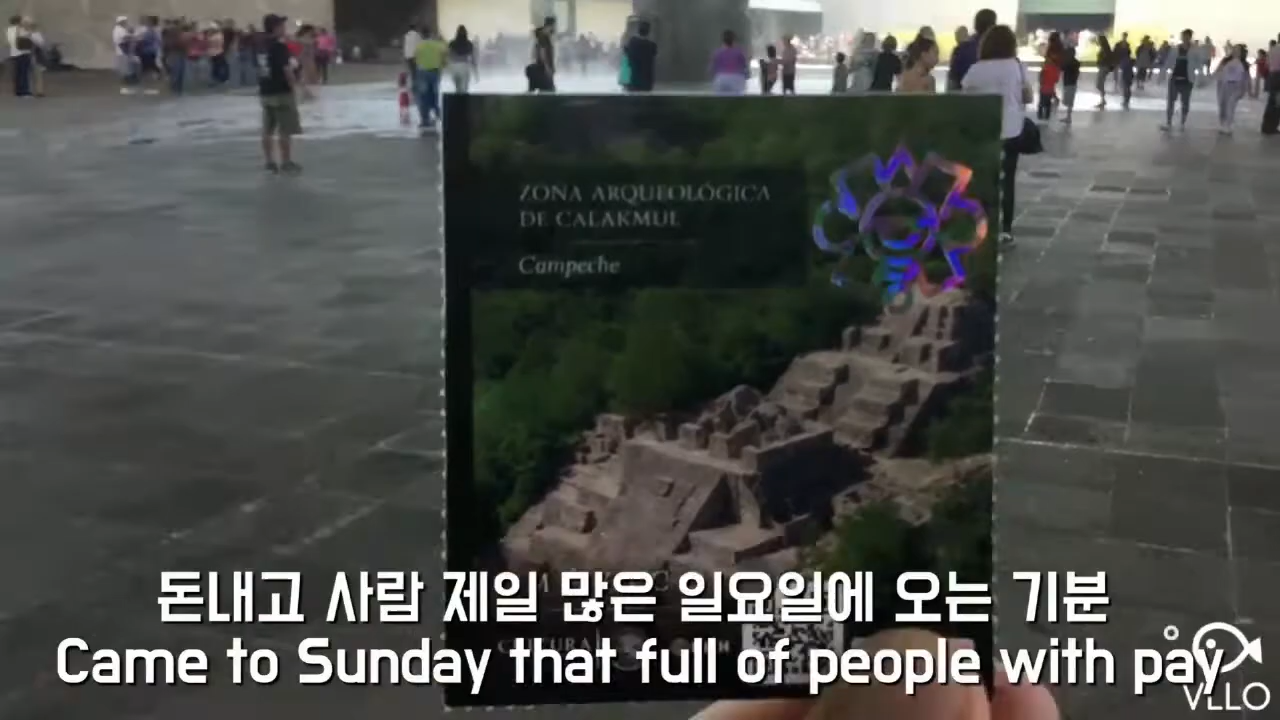 ZONA ARQUEOLÓGICA
DE CALAKMUL
Campeche
돈내고 사람 제일 많은 일요일에 오는 기분
Came to Sunday that full of people with pay
VLLO